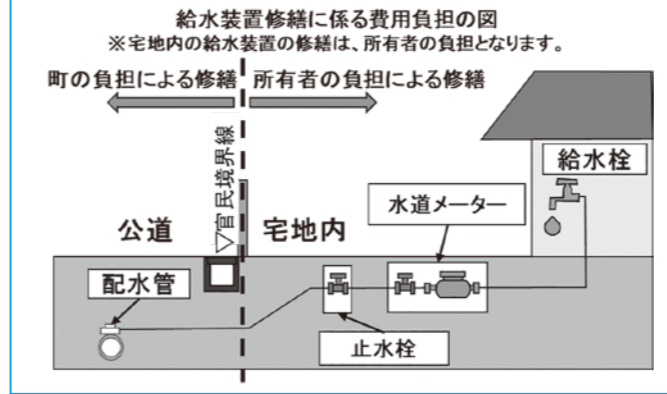 給水装置修繕に係る費用負担の図
※宅地内の給水装置の修繕は、所有者の負担となります。
町の負担による修繕
所有者の負担による修繕
▽官民境界線
給水栓
水道メーター
公道
宅地内
配水管
止水栓